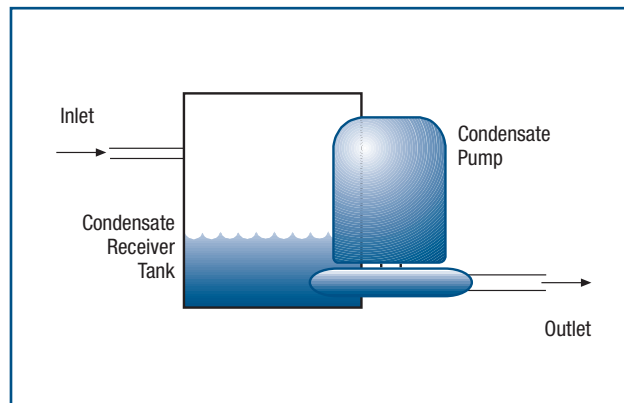 Inlet
Condensate
Pump
Condensate
Receiver
Tank
Outlet